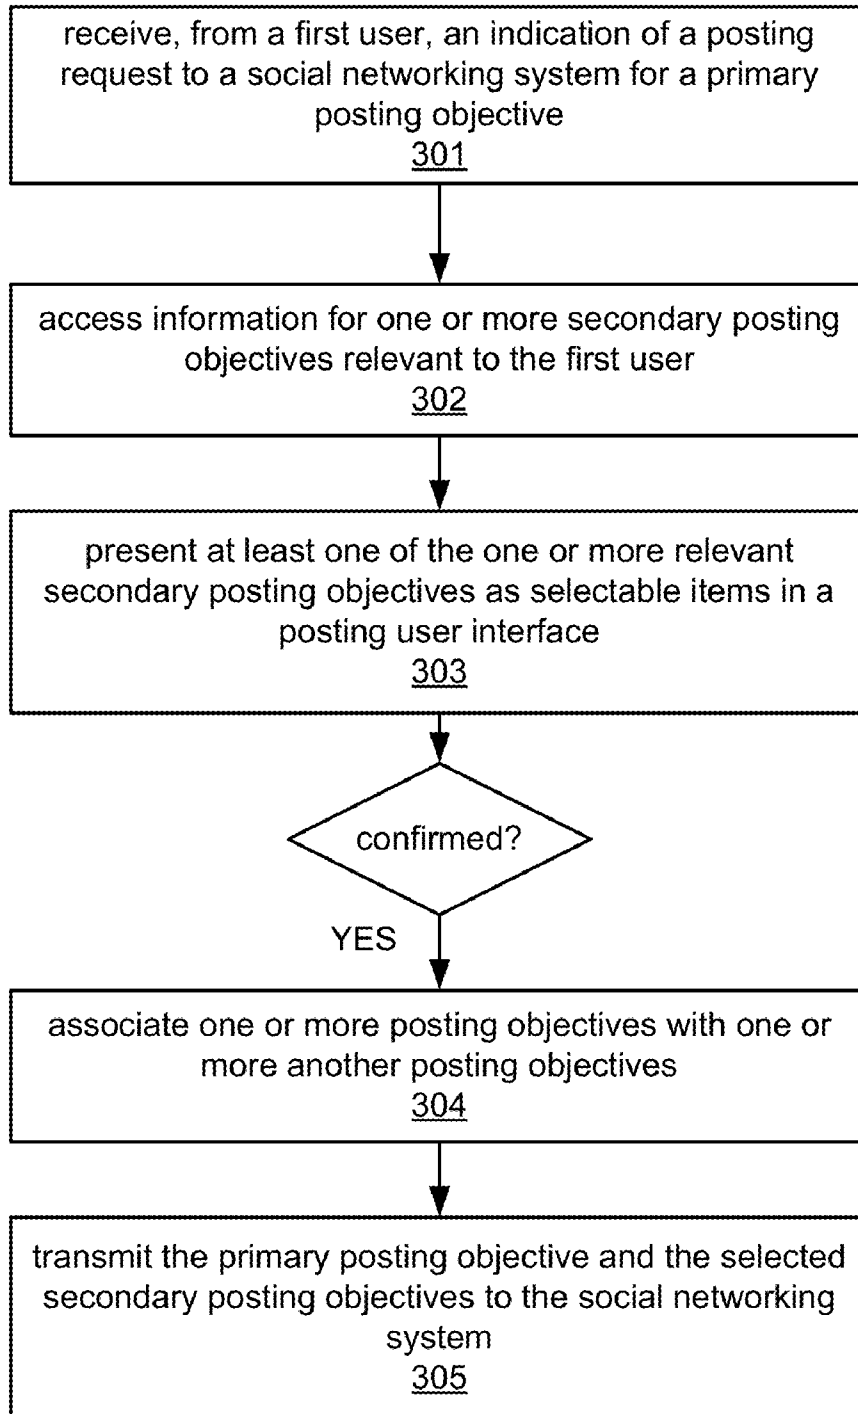 receive, from a first user, an indication of a posting
request to a social networking system for a primary
posting objective
301
access information for one or more secondary posting
objectives relevant to the first user
302
present at least one of the one or more relevant
secondary posting objectives as selectable items in a
posting user interface
303
confirmed?
YES
associate one or more posting objectives with one or
more another posting objectives
304
transmit the primary posting objective and the selected
secondary posting objectives to the social networking
system
305